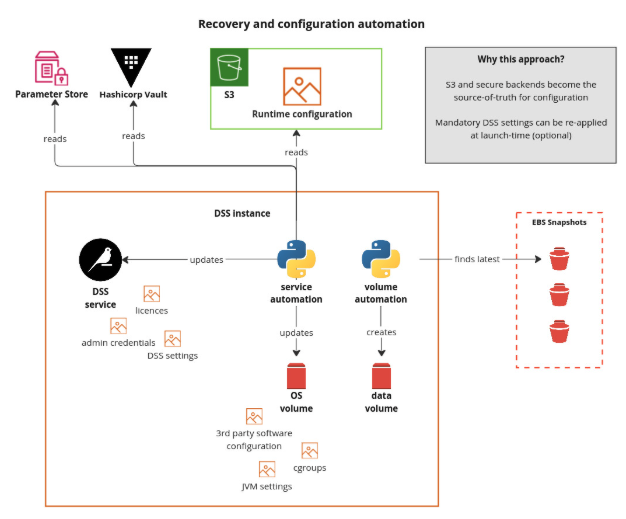 Recovery and configuration automation
Parameter Store
Hashicorp Vault
S3
Runtime configuration
Why this approach?
S3 and secure backends become the
source-of-truth for configuration
Mandatory DSS settings can be re-applied
at launch-time (optional)
reads
reads
reads
DSS instance
EBS Snapshots
DSS
service
updates
service
automation
volume
automation
finds latest
licences
admin credentials
DSS settings
updates
creates
OS
volume
data
volume
3rd party software
configuration
cgroups
JVM settings